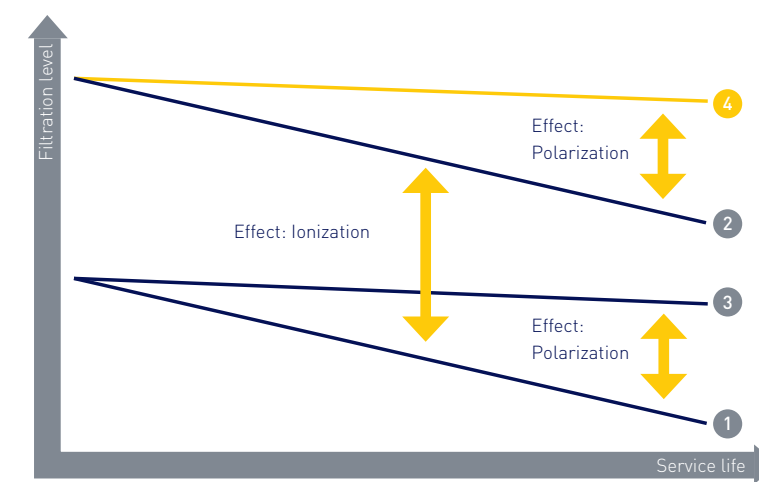 Filtration level
4
Effect:
Polarization
2
Effect: Ionization
3
Effect:
Polarization
1
Service life